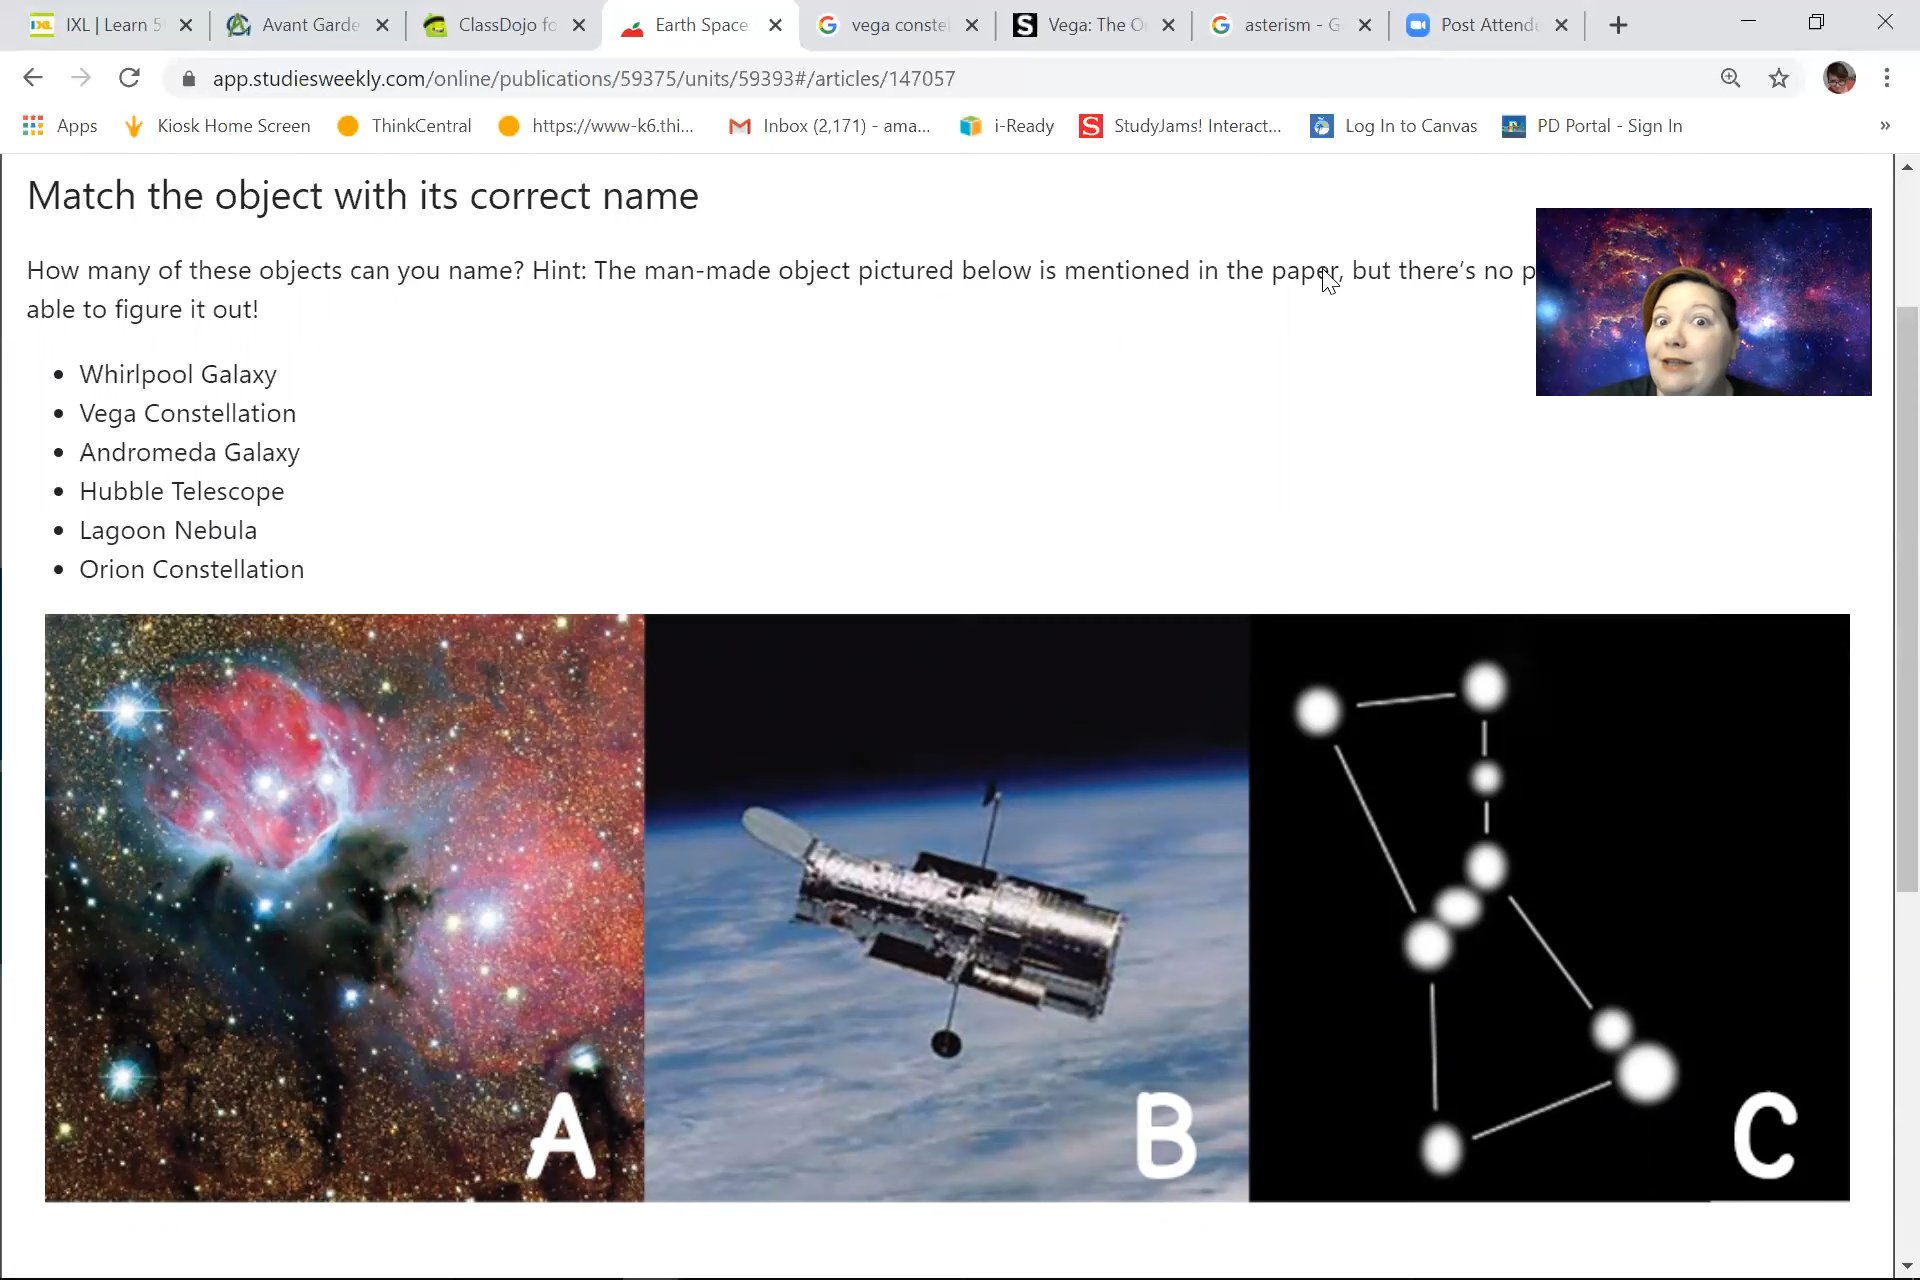 IXL | Learn 5
Avant Garde
ClassDojo fo
Earth Space
vega constel
Vega: The O
asterism - G
Post Attende
app.studiesweekly.com/online/publications/59375/units/59393#/articles/147057
Apps
Kiosk Home Screen
ThinkCentral
https://www-k6.thi...
Inbox (2,171) - ama...
i-Ready
StudyJams! Interact...
Log In to Canvas
PD Portal - Sign In
»
Match the object with its correct name
How many of these objects can you name? Hint: The man-made object pictured below is mentioned in the paper, but there's no p
able to figure it out!
• Whirlpool Galaxy
• Vega Constellation
• Andromeda Galaxy
• Hubble Telescope
• Lagoon Nebula
• Orion Constellation
A
B
C